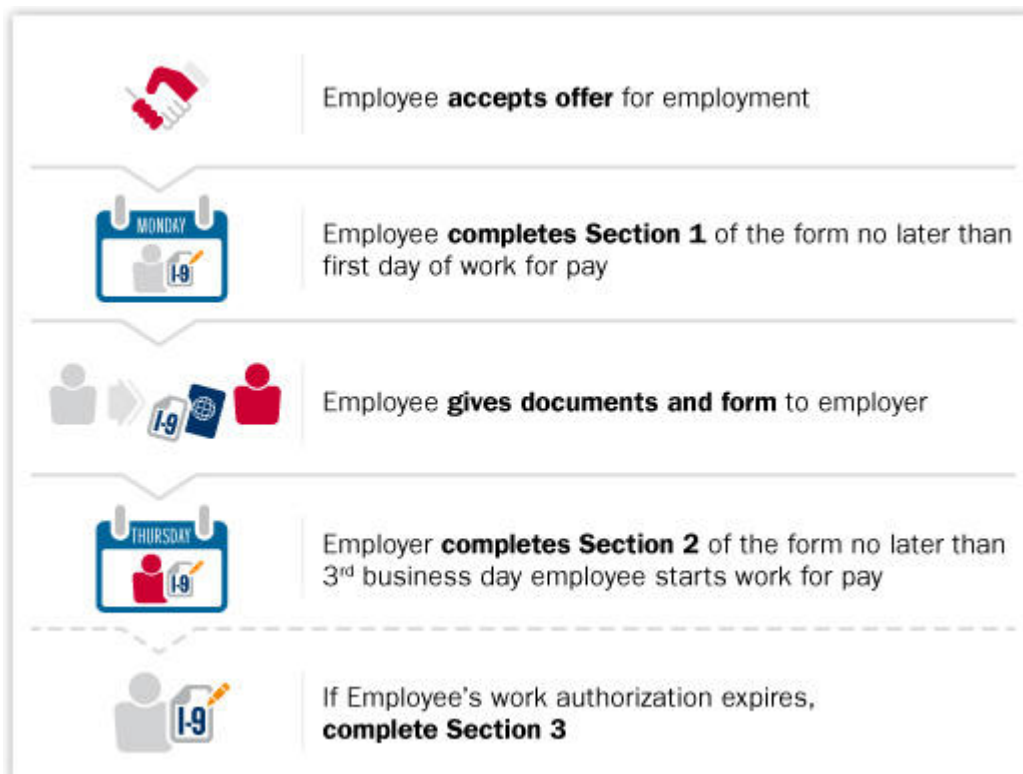 Employee accepts offer for employment
MONDAY
I-9
Employee completes Section 1 of the form no later than
first day of work for pay
I-9
Employee gives documents and form to employer
THURSDAY
I-9
Employer completes Section 2 of the form no later than
3rd business day employee starts work for pay
I-9
If Employee's work authorization expires,
complete Section 3